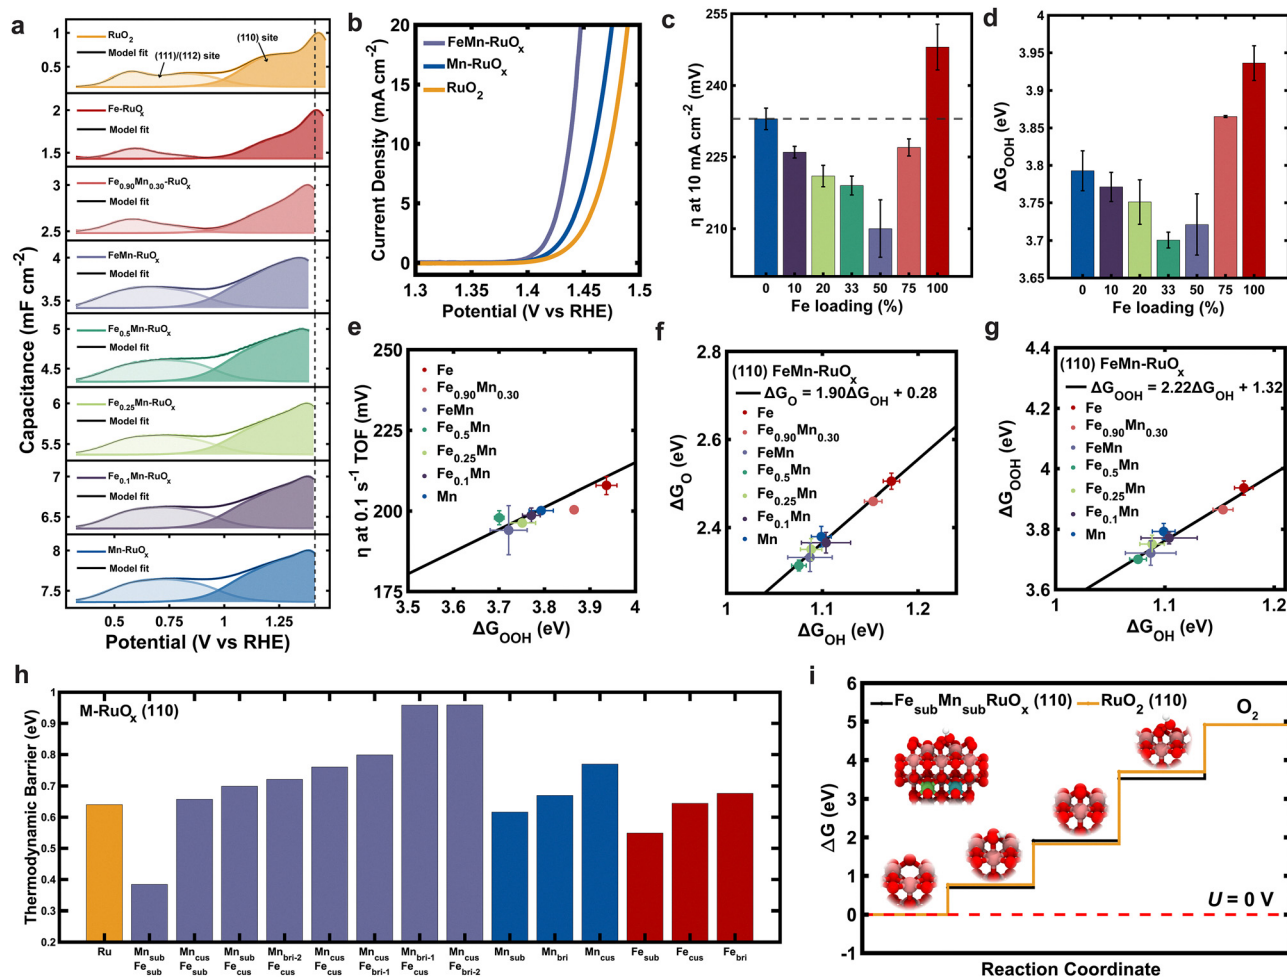 a
RuO2
Model fit
(111)/(112) site
(110) site
1
0.5
Fe-RuOx
Model fit
2
1.5
Fe0.90Mn0.30-RuOx
Model fit
3
2.5
FeMn-RuOx
Model fit
4
3.5
Fe0.5Mn-RuOx
Model fit
5
4.5
Fe0.25Mn-RuOx
Model fit
6
5.5
Fe0.1Mn-RuOx
Model fit
7
6.5
Mn-RuOx
Model fit
8
7.5
Capacitance (mF cm-2)
0.5 0.75 1 1.25
Potential (V vs RHE)
b
FeMn-RuOx
Mn-RuOx
RuO2
20
15
10
5
0
Current Density (mA cm-2)
1.3 1.35 1.4 1.45 1.5
Potential (V vs RHE)
c
255
240
225
210
η at 10 mA cm-2 (mV)
0 10 20 33 50 75 100
Fe loading (%)
d
4
3.95
3.9
3.85
3.8
3.75
3.7
3.65
ΔGOOH (eV)
0 10 20 33 50 75 100
Fe loading (%)
e
250
225
200
175
η at 0.1 s-1 TOF (mV)
Fe
Fe0.90Mn0.30
FeMn
Fe0.5Mn
Fe0.25Mn
Fe0.1Mn
Mn
3.5 3.6 3.7 3.8 3.9 4
ΔGOOH (eV)
f
2.8
2.6
2.4
ΔGO (eV)
(110) FeMn-RuOx
ΔGO = 1.90ΔGOH + 0.28
Fe
Fe0.90Mn0.30
FeMn
Fe0.5Mn
Fe0.25Mn
Fe0.1Mn
Mn
1 1.1 1.2
ΔGOH (eV)
g
4.4
4.2
4
3.8
3.6
ΔGOOH (eV)
(110) FeMn-RuOx
ΔGOOH = 2.22ΔGOH + 1.32
Fe
Fe0.90Mn0.30
FeMn
Fe0.5Mn
Fe0.25Mn
Fe0.1Mn
Mn
1 1.1 1.2
ΔGOH (eV)
h
M-RuOx (110)
1
0.9
0.8
0.7
0.6
0.5
0.4
0.3
0.2
Thermodynamic Barrier (eV)
Ru Mnsub Mncus Mnsub Mnbri-2 Mncus Mncus Mnbri-1 Mncus Mnsub Mnbri Mncus Fesub Fecus Febri
Fesub Fesub Fecus Fecus Fecus Febri-1 Fecus Febri-2
i
6
5
4
3
2
1
0
-1
ΔG (eV)
FesubMnsubRuOx (110) RuO2 (110)
O2
U = 0 V
Reaction Coordinate